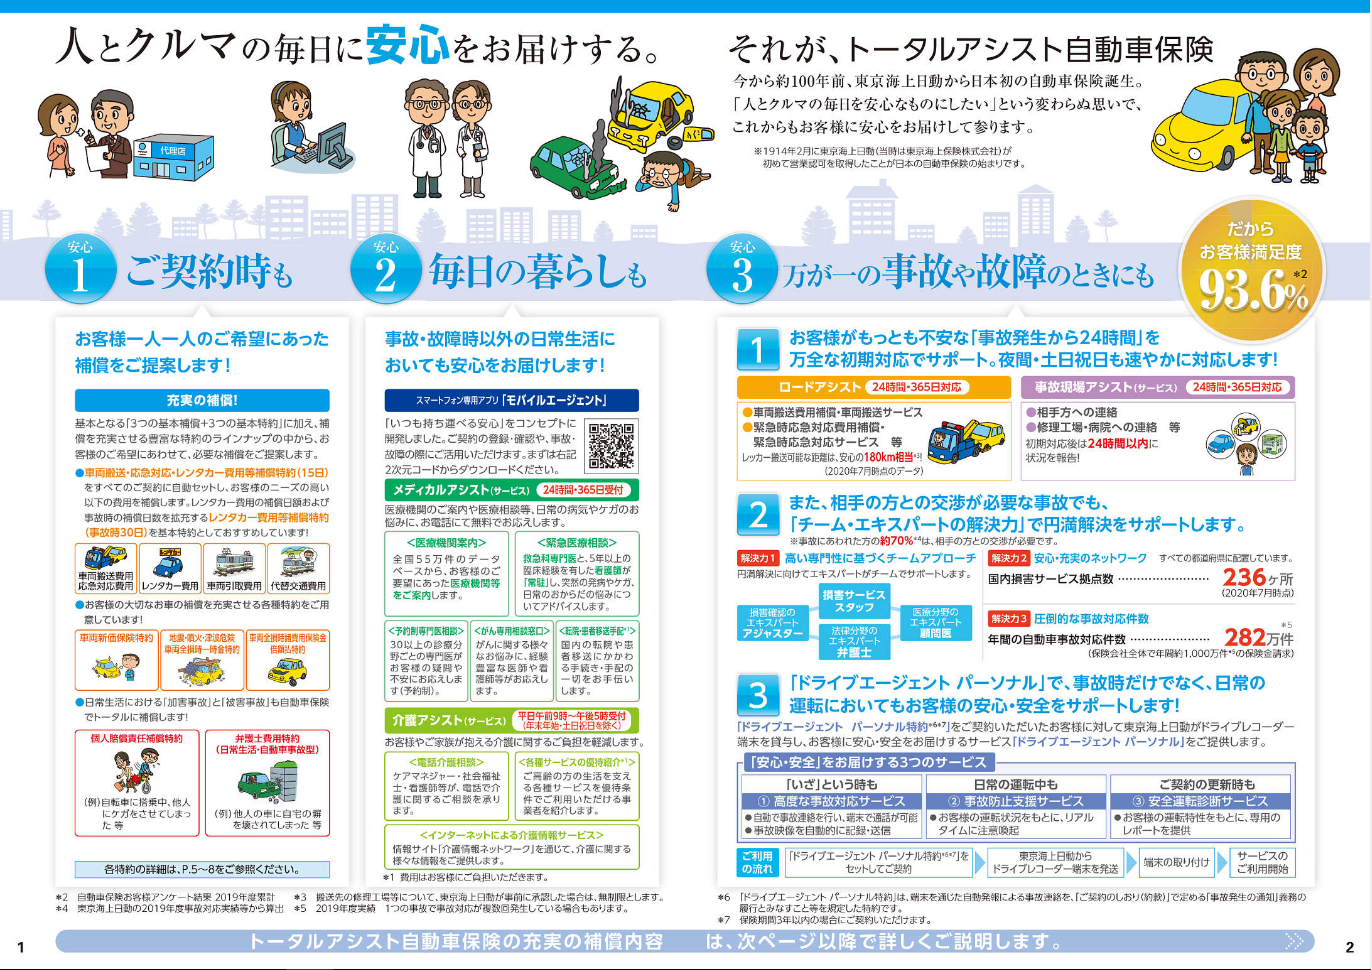 人とクルマの毎日に安心をお届けする。
代理店
それが、トータルアシスト自動車保険
今から約100年前、東京海上日動から日本初の自動車保険誕生。
「人とクルマの毎日を安心なものにしたい」という変わらぬ思いで、
これからもお客様に安心をお届けして参ります。
※1914年2月に東京海上日動(当時は東京海上保険株式会社)が
初めて営業認可を取得したことが日本の自動車保険の始まりです。
だから
お客様満足度
93.6% *2
安心1 ご契約時も
お客様一人一人のご希望にあった
補償をご提案します!
充実の補償!
基本となる「3つの基本補償+3つの基本特約」に加え、補
償を充実させる豊富な特約のラインナップの中から、お
客様のご希望にあわせて、必要な補償をご提案します。
●車両搬送・応急対応・レンタカー費用等補償特約(15日)
をすべてのご契約に自動セットし、お客様のニーズの高い
以下の費用を補償します。レンタカー費用の補償日額および
事故時の補償日数を拡充するレンタカー費用等補償特約
(事故時30日)を基本特約としておすすめしています!
車両搬送費用
応急対応費用
レンタカー費用
車両引取費用
代替交通費用
●お客様の大切なお車の補償を充実させる各種特約をご用
意しています!
車両新価保険特約
地震・噴火・津波危険
車両全損時一時金特約
車両全損時諸費用保険金
倍額払特約
●日常生活における「加害事故」と「被害事故」も自動車保険
でトータルに補償します!
個人賠償責任補償特約
(例)自転車に搭乗中、他人
にケガをさせてしまっ
た 等
弁護士費用特約
(日常生活・自動車事故型)
(例)他人の車に自宅の塀
を壊されてしまった 等
各特約の詳細は、P.5~8をご参照ください。
安心2 毎日の暮らしも
事故・故障時以外の日常生活に
おいても安心をお届けします!
スマートフォン専用アプリ「モバイルエージェント」
「いつも持ち運べる安心」をコンセプトに
開発しました。ご契約の登録・確認や、事故・
故障の際にご活用いただけます。まずは右記
2次元コードからダウンロードください。
メディカルアシスト(サービス) 24時間・365日受付
医療機関のご案内や医療相談等、日常の病気やケガのお
悩みに、お電話にて無料でお応えします。
<医療機関案内>
全国55万件のデータ
ベースから、お客様のご
要望にあった医療機関等
をご案内します。
<緊急医療相談>
救急科専門医と、5年以上の
臨床経験を有した看護師が
「常駐」し、突然の発病やケガ、
日常のおからだの悩みにつ
いてアドバイスします。
<予約制専門医相談>
30以上の診療分
野ごとの専門医が
お客様の疑問や
不安にお応えしま
す(予約制)。
<がん専用相談窓口>
がんに関する様々
なお悩みに、経験
豊富な医師や看
護師等がお応えし
ます。
<転院・患者移送手配*1>
国内の転院や患
者移送にかかわ
る手続き・手配の
一切をお手伝い
します。
介護アシスト(サービス) 平日午前9時~午後5時受付
(年末年始・土日祝日を除く)
お客様やご家族が抱える介護に関するご負担を軽減します。
<電話介護相談>
ケアマネジャー・社会福祉
士・看護師等が、電話で介
護に関するご相談を承り
ます。
<各種サービスの優待紹介*1>
ご高齢の方の生活を支え
る各種サービスを優待条
件でご利用いただける事
業者を紹介します。
<インターネットによる介護情報サービス>
情報サイト「介護情報ネットワーク」を通じて、介護に関する
様々な情報をご提供します。
*1 費用はお客様にご負担いただきます。
安心3 万が一の事故や故障のときにも
1 お客様がもっとも不安な「事故発生から24時間」を
万全な初期対応でサポート。夜間・土日祝日も速やかに対応します!
ロードアシスト 24時間・365日対応
●車両搬送費用補償・車両搬送サービス
●緊急時応急対応費用補償・
緊急時応急対応サービス 等
レッカー搬送可能な距離は、安心の180km相当*3!
(2020年7月時点のデータ)
事故現場アシスト(サービス) 24時間・365日対応
●相手方への連絡
●修理工場・病院への連絡 等
初期対応後は24時間以内に
状況を報告!
2 また、相手の方との交渉が必要な事故でも、
「チーム・エキスパートの解決力」で円満解決をサポートします。
※事故にあわれた方の約70%*4は、相手の方との交渉が必要です。
解決力1 高い専門性に基づくチームアプローチ
円満解決に向けてエキスパートがチームでサポートします。
損害サービス
スタッフ
損害確認の
エキスパート
アジャスター
医療分野の
エキスパート
顧問医
法律分野の
エキスパート
弁護士
解決力2 安心・充実のネットワーク すべての都道府県に配置しています。
国内損害サービス拠点数 …… 236ヶ所
(2020年7月時点)
解決力3 圧倒的な事故対応件数
年間の自動車事故対応件数 …… 282万件 *5
(保険会社全体で年間約1,000万件*5の保険金請求)
3 「ドライブエージェント パーソナル」で、事故時だけでなく、日常の
運転においてもお客様の安心・安全をサポートします!
「ドライブエージェント パーソナル特約*6*7」をご契約いただいたお客様に対して東京海上日動がドライブレコーダー
端末を貸与し、お客様に安心・安全をお届けするサービス「ドライブエージェント パーソナル」をご提供します。
「安心・安全」をお届けする3つのサービス
「いざ」という時も
① 高度な事故対応サービス
●自動で事故連絡を行い、端末で通話が可能
●事故映像を自動的に記録・送信
日常の運転中も
② 事故防止支援サービス
●お客様の運転状況をもとに、リアル
タイムに注意喚起
ご契約の更新時も
③ 安全運転診断サービス
●お客様の運転特性をもとに、専用の
レポートを提供
ご利用
の流れ
「ドライブエージェント パーソナル特約*6*7」を
セットしてご契約
東京海上日動から
ドライブレコーダー端末を発送
端末の取り付け
サービスの
ご利用開始
*2 自動車保険お客様アンケート結果 2019年度累計 *3 搬送先の修理工場等について、東京海上日動が事前に承認した場合は、無制限とします。
*4 東京海上日動の2019年度事故対応実績等から算出 *5 2019年度実績 1つの事故で事故対応が複数回発生している場合もあります。
*6 「ドライブエージェント パーソナル特約」は、端末を通じた自動発報による事故連絡を、「ご契約のしおり(約款)」で定める「事故発生の通知」義務の
履行とみなすこと等を規定した特約です。
*7 保険期間3年以内の場合にご契約いただけます。
トータルアシスト自動車保険の充実の補償内容 は、次ページ以降で詳しくご説明します。
1
2